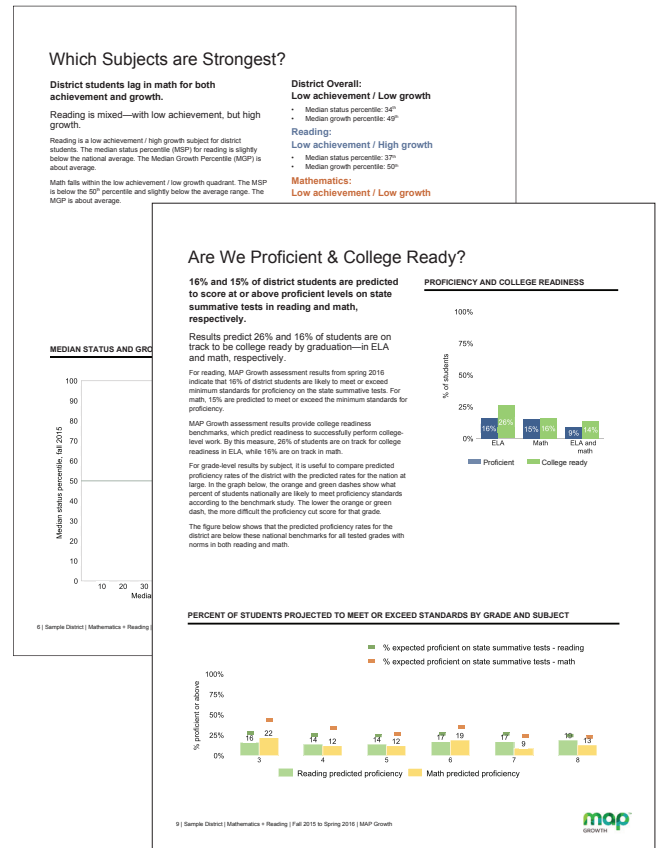 Which Subjects are Strongest?
District students lag in math for both
achievement and growth.
Reading is mixed—with low achievement, but high
growth.
Reading is a low achievement / high growth subject for district
students. The median status percentile (MSP) for reading is slightly
below the national average. The Median Growth Percentile (MGP) is
about average.
Math falls within the low achievement / low growth quadrant. The MSP
is below the 50th percentile and slightly below the average range. The
MGP is about average.
District Overall:
Low achievement / Low growth
• Median status percentile: 34th
• Median growth percentile: 49th
Reading:
Low achievement / High growth
• Median status percentile: 37th
• Median growth percentile: 50th
Mathematics:
Low achievement / Low growth
MEDIAN STATUS AND GRO
Median status percentile, fall 2015
100
90
80
70
60
50
40
30
20
10
0
10 20 30
Media
6 | Sample District | Mathematics + Reading |
Are We Proficient & College Ready?
16% and 15% of district students are predicted
to score at or above proficient levels on state
summative tests in reading and math,
respectively.
Results predict 26% and 16% of students are on
track to be college ready by graduation—in ELA
and math, respectively.
For reading, MAP Growth assessment results from spring 2016
indicate that 16% of district students are likely to meet or exceed
minimum standards for proficiency on the state summative tests. For
math, 15% are predicted to meet or exceed the minimum standards for
proficiency.
MAP Growth assessment results provide college readiness
benchmarks, which predict readiness to successfully perform college-
level work. By this measure, 26% of students are on track for college
readiness in ELA, while 16% are on track in math.
For grade-level results by subject, it is useful to compare predicted
proficiency rates of the district with the predicted rates for the nation at
large. In the graph below, the orange and green dashes show what
percent of students nationally are likely to meet proficiency standards
according to the benchmark study. The lower the orange or green
dash, the more difficult the proficiency cut score for that grade.
The figure below shows that the predicted proficiency rates for the
district are below these national benchmarks for all tested grades with
norms in both reading and math.
PROFICIENCY AND COLLEGE READINESS
% of students
100%
75%
50%
25%
0%
16% 26% 15% 16% 9% 14%
ELA Math ELA and
math
Proficient College ready
PERCENT OF STUDENTS PROJECTED TO MEET OR EXCEED STANDARDS BY GRADE AND SUBJECT
% expected proficient on state summative tests - reading
% expected proficient on state summative tests - math
% proficient or above
100%
75%
50%
25%
0%
16 22 14 12 14 12 17 19 17 9 19 13
3 4 5 6 7 8
Reading predicted proficiency Math predicted proficiency
9 | Sample District | Mathematics + Reading | Fall 2015 to Spring 2016 | MAP Growth
map
GROWTH